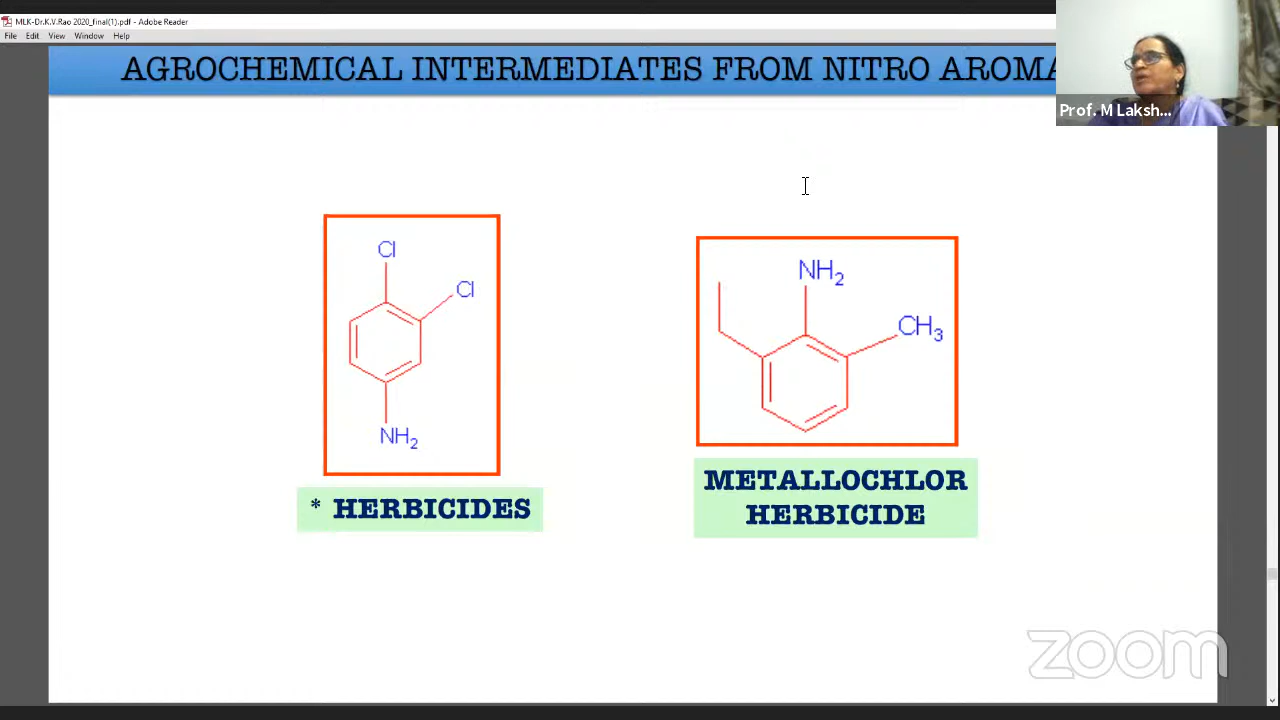 MLK-Dr.K.V.Rao 2020_final(1).pdf - Adobe Reader
File Edit View Window Help
AGROCHEMICAL INTERMEDIATES FROM NITRO AROMA
Prof. M Laksh...
Cl
Cl
NH2
* HERBICIDES
NH2
CH3
METALLOCHLOR
HERBICIDE
zoom